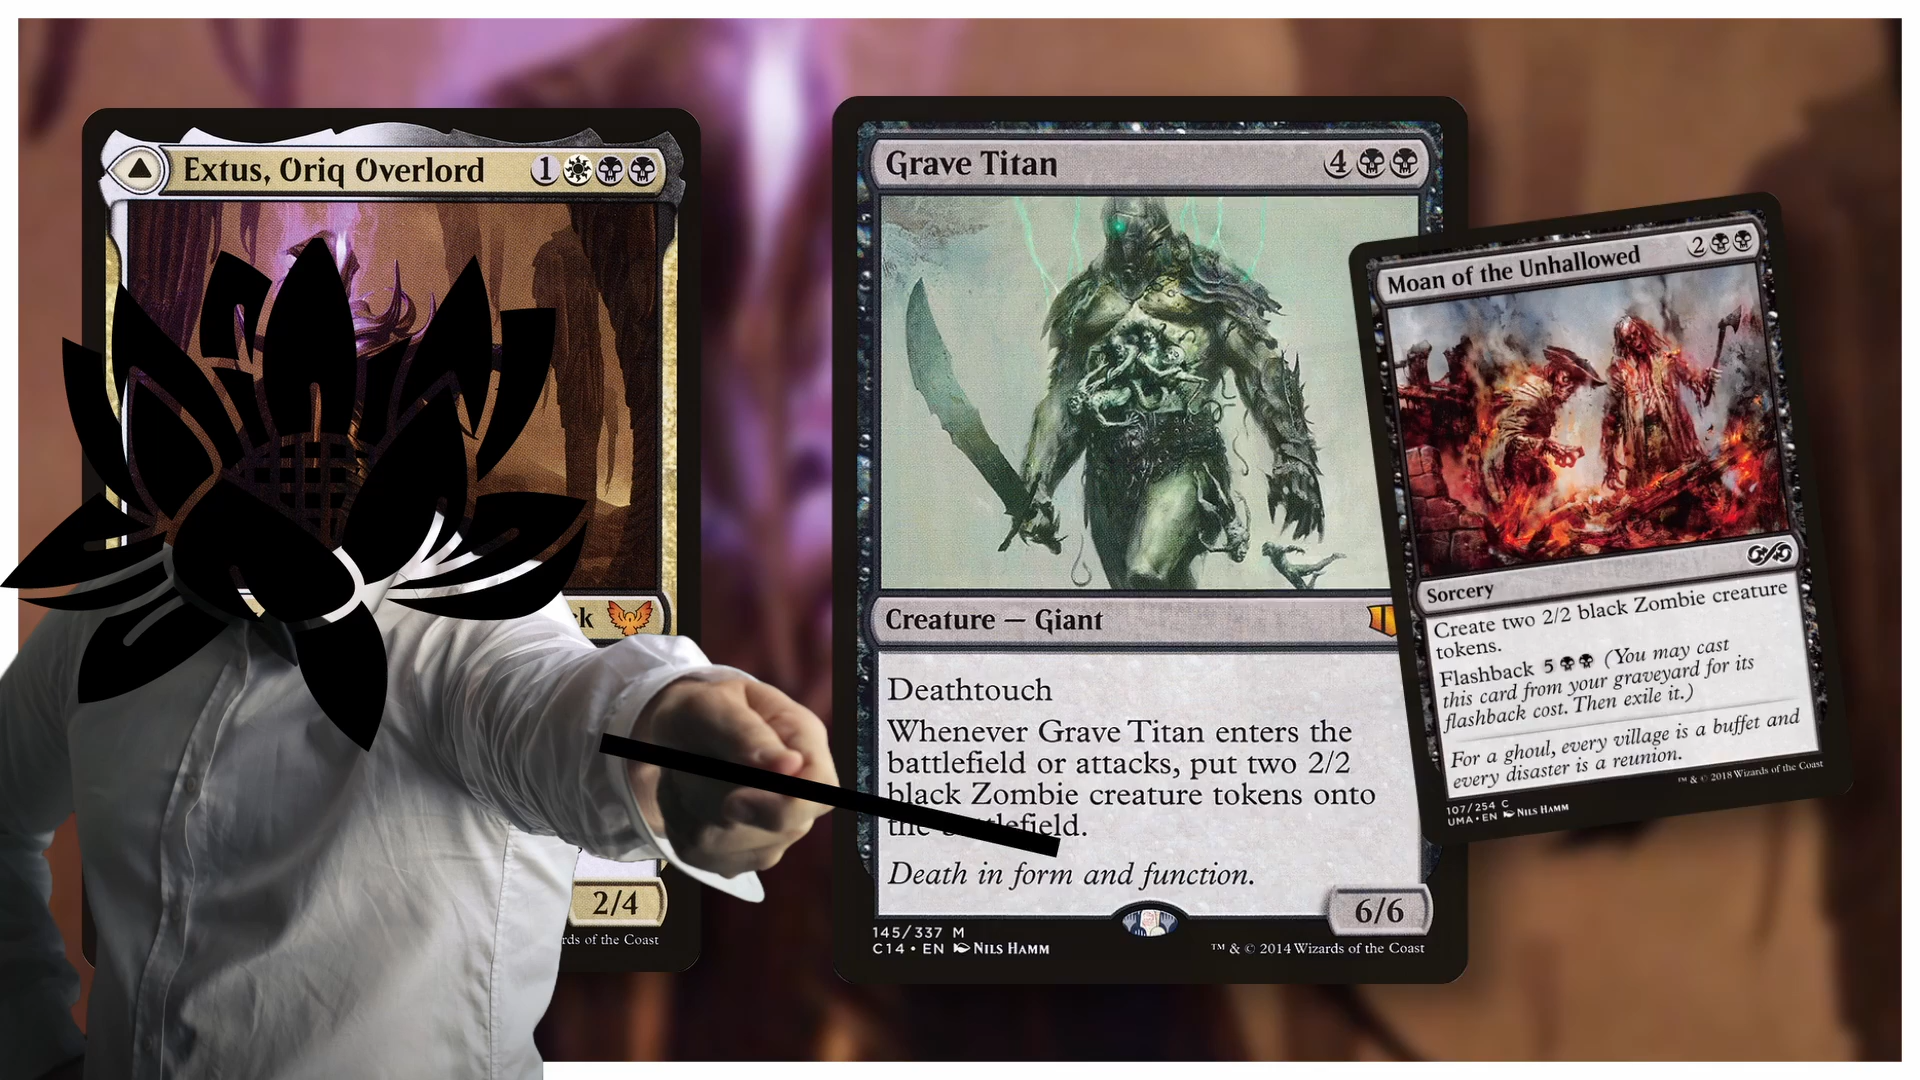 Extus, Oriq Overlord 1
2/4
rds of the Coast
Grave Titan 4
Creature — Giant
Deathtouch
Whenever Grave Titan enters the
battlefield or attacks, put two 2/2
black Zombie creature tokens onto
the battlefield.
Death in form and function.
6/6
145/337 M
C14 • EN Nils Hamm
™ & © 2014 Wizards of the Coast
Moan of the Unhallowed 2
Sorcery
Create two 2/2 black Zombie creature
tokens.
Flashback 5 (You may cast
this card from your graveyard for its
flashback cost. Then exile it.)
For a ghoul, every village is a buffet and
every disaster is a reunion.
™ & © 2018 Wizards of the Coast
107/254 C
UMA • EN Nils Hamm